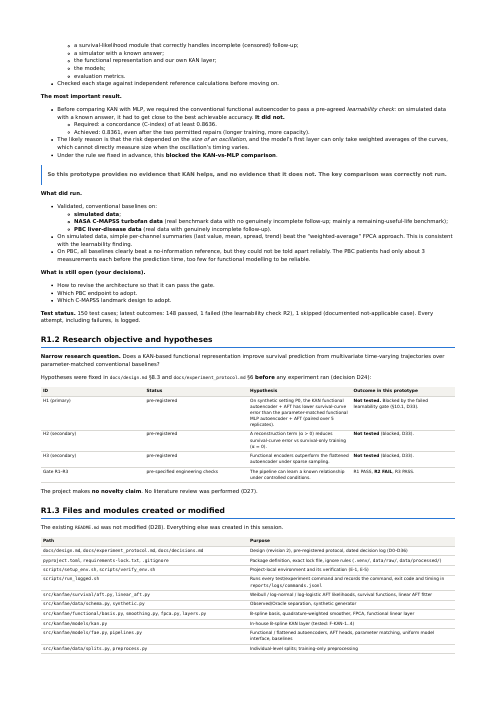 a survival-likelihood module that correctly handles incomplete (censored) follow-up;
a simulator with a known answer;
the functional representation and our own KAN layer;
the models;
evaluation metrics.
Checked each stage against independent reference calculations before moving on.
The most important result.
Before comparing KAN with MLP, we required the conventional functional autoencoder to pass a pre-agreed learnability check: on simulated data
with a known answer, it had to get close to the best achievable accuracy. It did not.
Required: a concordance (C-index) of at least 0.8636.
Achieved: 0.8361, even after the two permitted repairs (longer training, more capacity).
The likely reason is that the risk depended on the size of an oscillation, and the model's first layer can only take weighted averages of the curves,
which cannot directly measure size when the oscillation's timing varies.
Under the rule we fixed in advance, this blocked the KAN-vs-MLP comparison.
So this prototype provides no evidence that KAN helps, and no evidence that it does not. The key comparison was correctly not run.
What did run.
Validated, conventional baselines on:
simulated data;
NASA C-MAPSS turbofan data (real benchmark data with no genuinely incomplete follow-up; mainly a remaining-useful-life benchmark);
PBC liver-disease data (real data with genuinely incomplete follow-up).
On simulated data, simple per-channel summaries (last value, mean, spread, trend) beat the "weighted-average" FPCA approach. This is consistent
with the learnability finding.
On PBC, all baselines clearly beat a no-information reference, but they could not be told apart reliably. The PBC patients had only about 3
measurements each before the prediction time, too few for functional modelling to be reliable.
What is still open (your decisions).
How to revise the architecture so that it can pass the gate.
Which PBC endpoint to adopt.
Which C-MAPSS landmark design to adopt.
Test status. 150 test cases; latest outcomes: 148 passed, 1 failed (the learnability check R2), 1 skipped (documented not-applicable case). Every
attempt, including failures, is logged.
R1.2 Research objective and hypotheses
Narrow research question. Does a KAN-based functional representation improve survival prediction from multivariate time-varying trajectories over
parameter-matched conventional baselines?
Hypotheses were fixed in docs/design.md §8.3 and docs/experiment_protocol.md §6 before any experiment ran (decision D24):
ID Status Hypothesis Outcome in this prototype
H1 (primary) pre-registered On synthetic setting P0, the KAN functional autoencoder + AFT has lower survival-curve error than the parameter-matched functional MLP autoencoder + AFT (paired over 5 replicates). Not tested. Blocked by the failed learnability gate (§10.1, D33).
H2 (secondary) pre-registered A reconstruction term (α > 0) reduces survival-curve error vs survival-only training (α = 0). Not tested (blocked, D33).
H3 (secondary) pre-registered Functional encoders outperform the flattened autoencoder under sparse sampling. Not tested (blocked, D33).
Gate R1–R3 pre-specified engineering checks The pipeline can learn a known relationship under controlled conditions. R1 PASS, R2 FAIL, R3 PASS.
The project makes no novelty claim. No literature review was performed (D27).
R1.3 Files and modules created or modified
The existing README.md was not modified (D28). Everything else was created in this session.
Path Purpose
docs/design.md, docs/experiment_protocol.md, docs/decisions.md Design (revision 2), pre-registered protocol, dated decision log (D0–D36)
pyproject.toml, requirements-lock.txt, .gitignore Package definition, exact lock file, ignore rules (.venv/, data/raw/, data/processed/)
scripts/setup_env.sh, scripts/verify_env.sh Project-local environment and its verification (E-1, E-5)
scripts/run_logged.sh Runs every test/experiment command and records the command, exit code and timing in reports/logs/commands.jsonl
src/kanfae/survival/aft.py, linear_aft.py Weibull / log-normal / log-logistic AFT likelihoods, survival functions, linear AFT
src/kanfae/data/schema.py, synthetic.py Observed/Oracle separation, synthetic generator
src/kanfae/functional/basis.py, smoothing.py, fpca.py, layers.py B-spline basis, quadrature-weighted smoother, FPCA, functional linear layer
src/kanfae/models/kan.py In-house B-spline KAN layer (tested: F-KAN-1..4)
src/kanfae/models/fae.py, pipelines.py Functional / flattened autoencoders, AFT heads, parameter matching, uniform model interface
src/kanfae/data/splits.py, preprocess.py Individual-level splits; training-only preprocessing